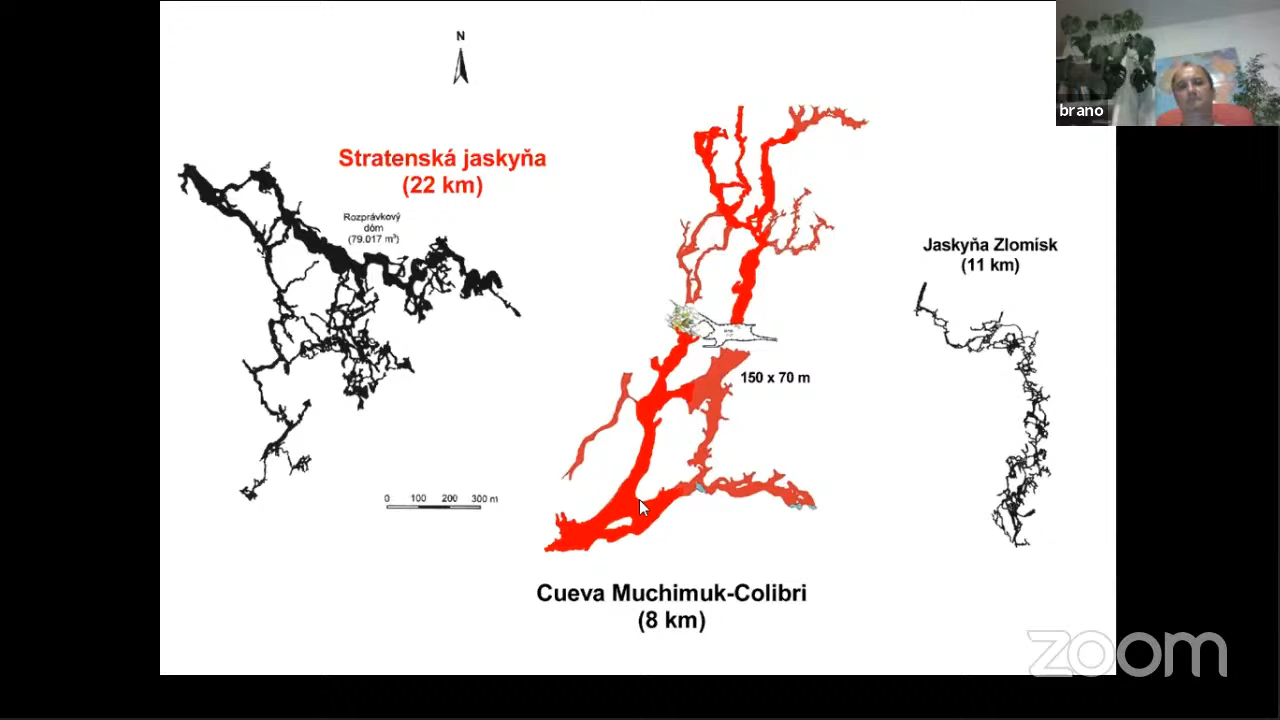 N
Stratenská jaskyňa
(22 km)
Rozprávkový
dóm
(79.017 m³)
Jaskyňa Zlomísk
(11 km)
150 x 70 m
0 100 200 300 m
Cueva Muchimuk-Colibri
(8 km)
brano
zoom